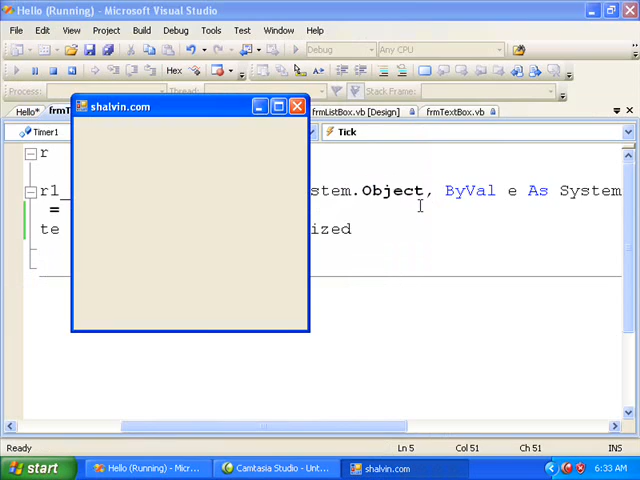 Hello (Running) - Microsoft Visual Studio
File Edit View Project Build Debug Data Tools Test Window Help
Debug Any CPU
Hex
Process: Thread: Stack Frame:
Hello* frmT frmListBox.vb [Design] frmTextBox.vb
shalvin.com
Timer1 Tick
r
r1_ stem.Object, ByVal e As System
=
te ized
Ready Ln 5 Col 51 Ch 51 INS
start Hello (Running) - Micr... Camtasia Studio - Unt... shalvin.com 6:33 AM